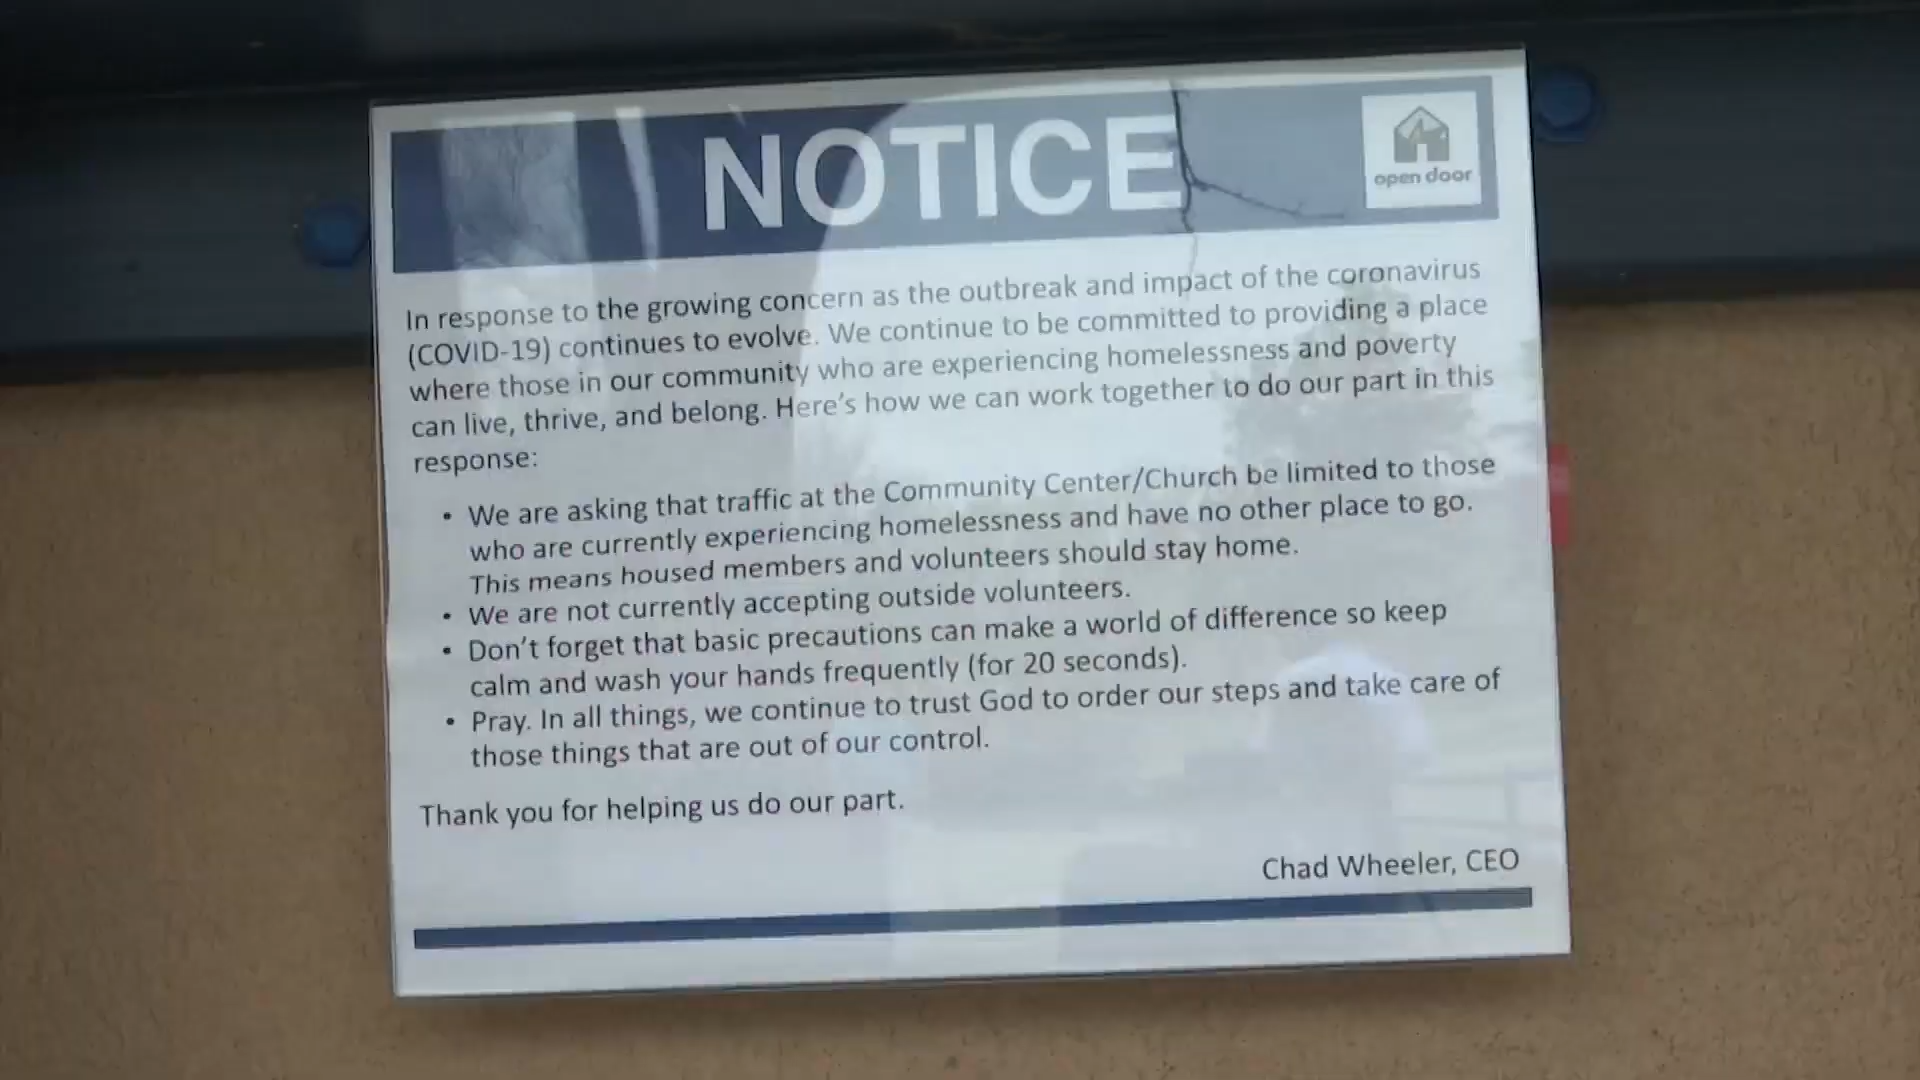 NOTICE
open door
In response to the growing concern as the outbreak and impact of the coronavirus
(COVID-19) continues to evolve. We continue to be committed to providing a place
where those in our community who are experiencing homelessness and poverty
can live, thrive, and belong. Here's how we can work together to do our part in this
response:
• We are asking that traffic at the Community Center/Church be limited to those
who are currently experiencing homelessness and have no other place to go.
This means housed members and volunteers should stay home.
• We are not currently accepting outside volunteers.
• Don't forget that basic precautions can make a world of difference so keep
calm and wash your hands frequently (for 20 seconds).
• Pray. In all things, we continue to trust God to order our steps and take care of
those things that are out of our control.
Thank you for helping us do our part.
Chad Wheeler, CEO